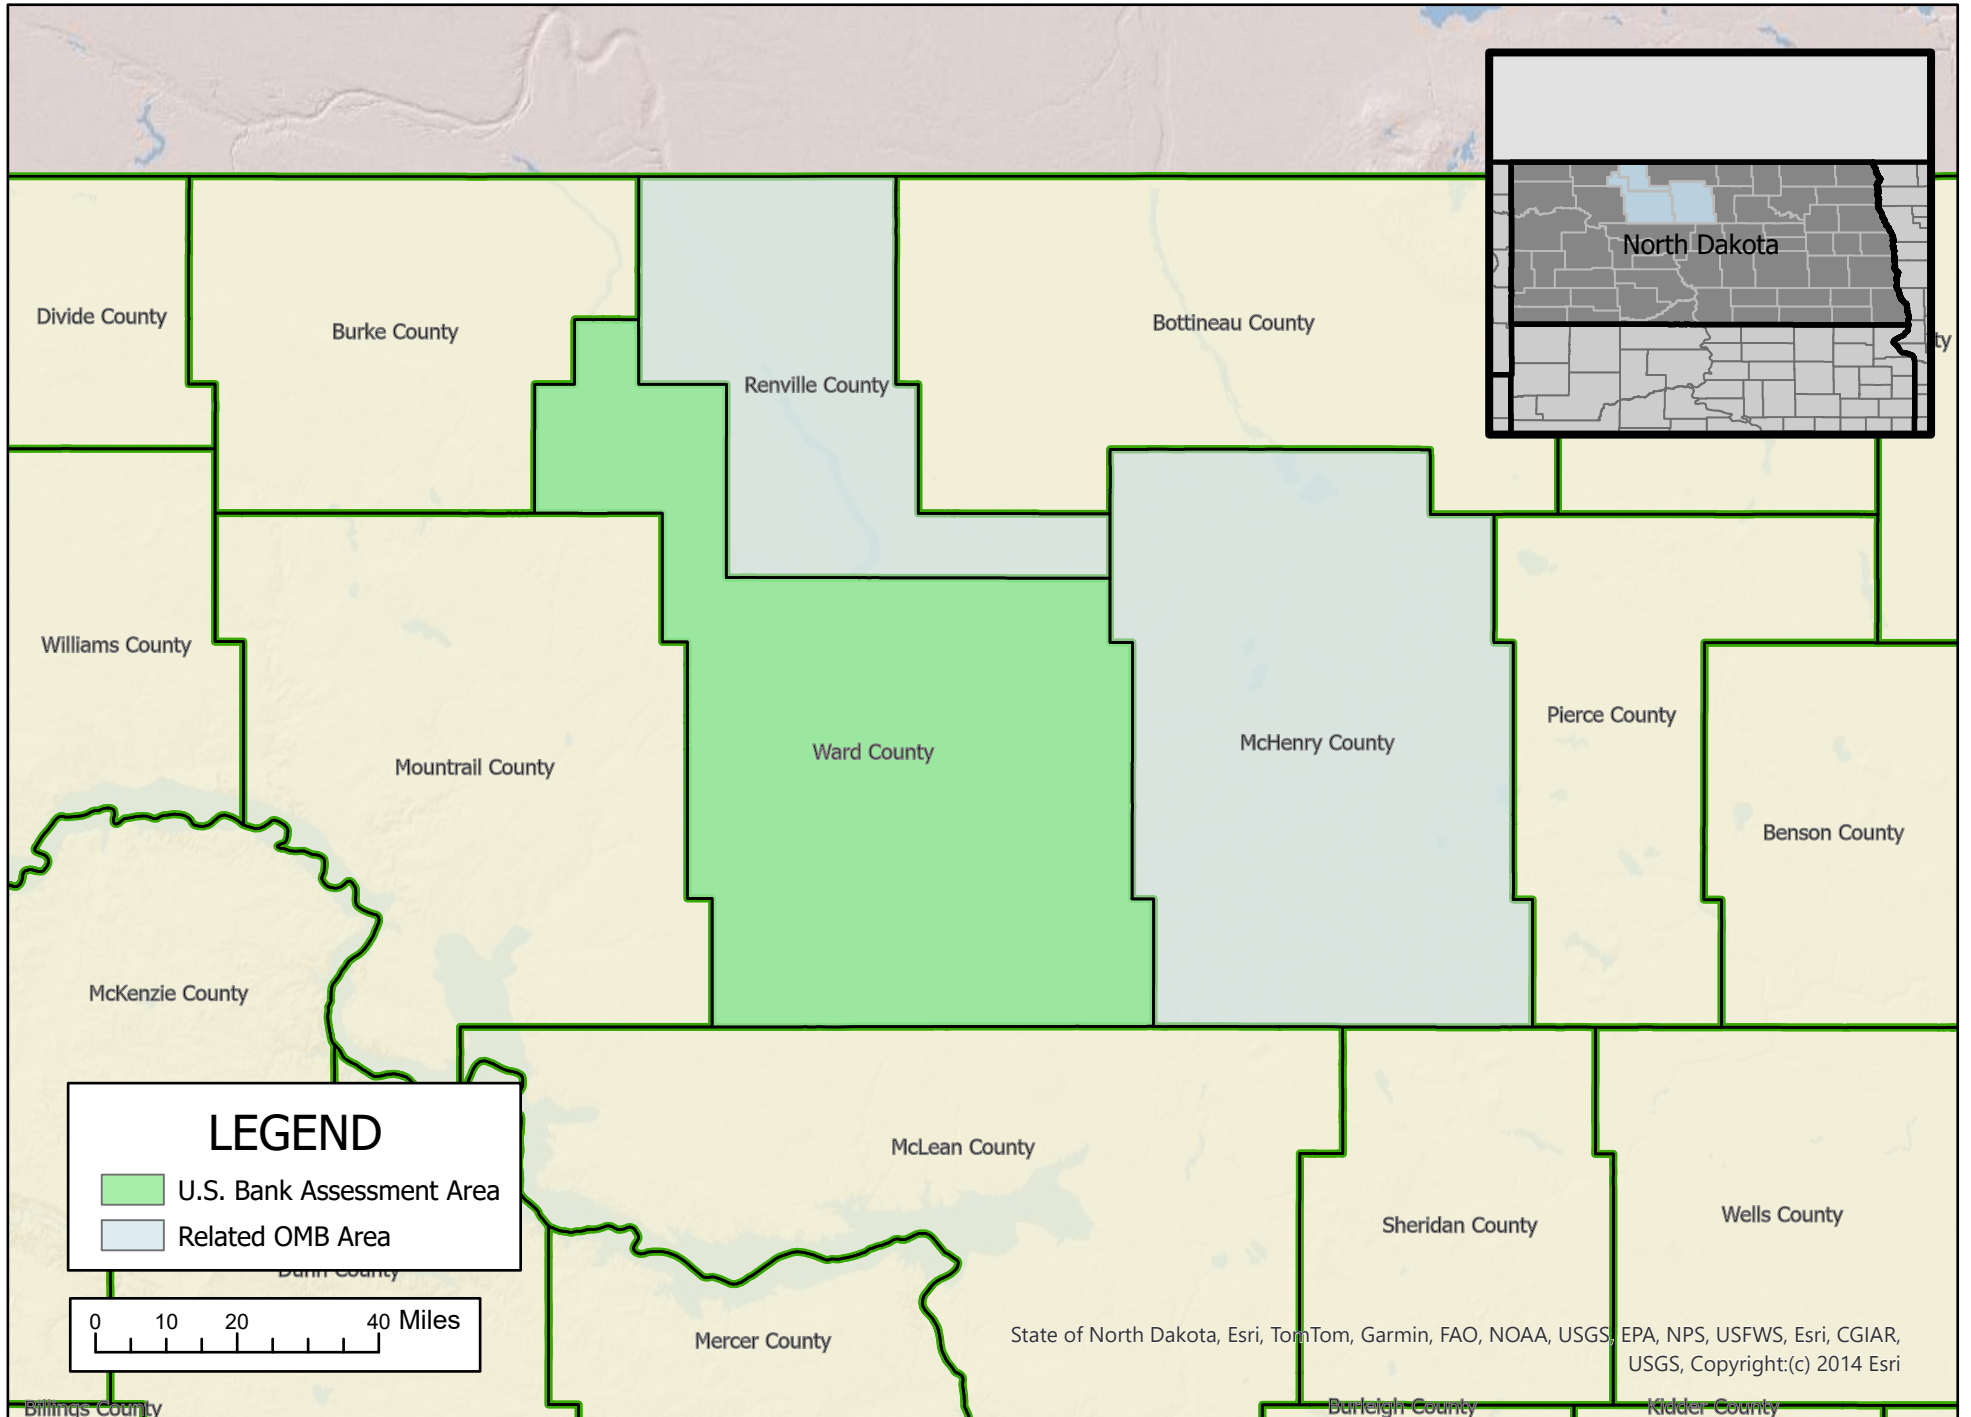 North Dakota
Divide County
Burke County
Bottineau County
ty
Renville County
Williams County
Mountrail County
Ward County
McHenry County
Pierce County
Benson County
McKenzie County
McLean County
Sheridan County
Wells County
LEGEND
U.S. Bank Assessment Area
Related OMB Area
Dunn County
0 10 20 40 Miles
Mercer County
State of North Dakota, Esri, TomTom, Garmin, FAO, NOAA, USGS, EPA, NPS, USFWS, Esri, CGIAR,
USGS, Copyright:(c) 2014 Esri
Billings County
Burleigh County
Kidder County